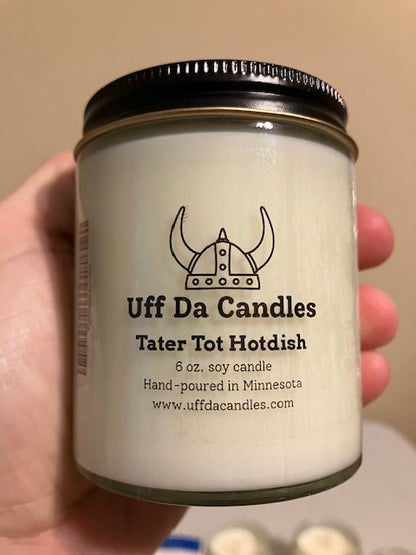 Uff Da Candles
Tater Tot Hotdish
6 oz. soy candle
Hand-poured in Minnesota
www.uffdacandles.com